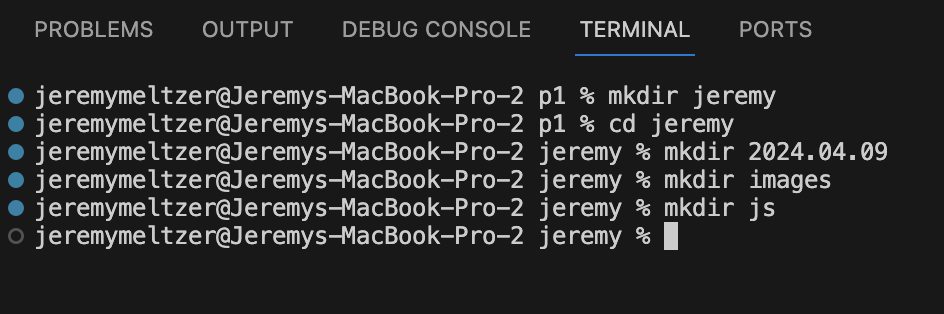 PROBLEMS OUTPUT DEBUG CONSOLE TERMINAL PORTS
jeremymeltzer@Jeremys-MacBook-Pro-2 p1 % mkdir jeremy
jeremymeltzer@Jeremys-MacBook-Pro-2 p1 % cd jeremy
jeremymeltzer@Jeremys-MacBook-Pro-2 jeremy % mkdir 2024.04.09
jeremymeltzer@Jeremys-MacBook-Pro-2 jeremy % mkdir images
jeremymeltzer@Jeremys-MacBook-Pro-2 jeremy % mkdir js
jeremymeltzer@Jeremys-MacBook-Pro-2 jeremy %